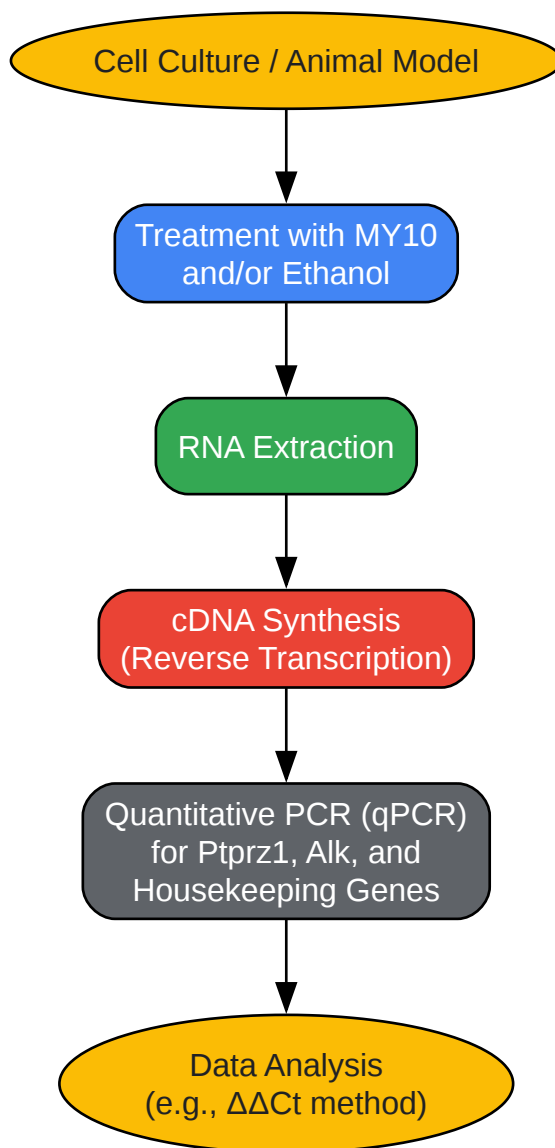 Cell Culture / Animal Model
Treatment with MY10
and/or Ethanol
RNA Extraction
cDNA Synthesis
(Reverse Transcription)
Quantitative PCR (qPCR)
for Ptprz1, Alk, and
Housekeeping Genes
Data Analysis
(e.g., ΔΔCt method)